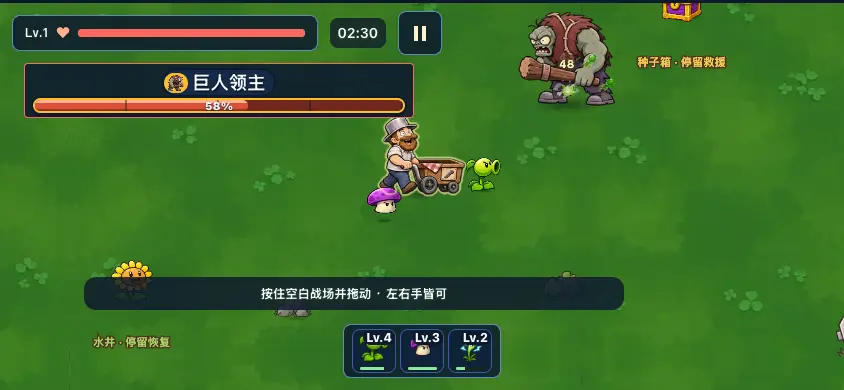 Lv.1
02:30
巨人领主
58%
48
种子箱 · 停留救援
按住空白战场并拖动 · 左右手皆可
水井 · 停留恢复
Lv.4
Lv.3
Lv.2